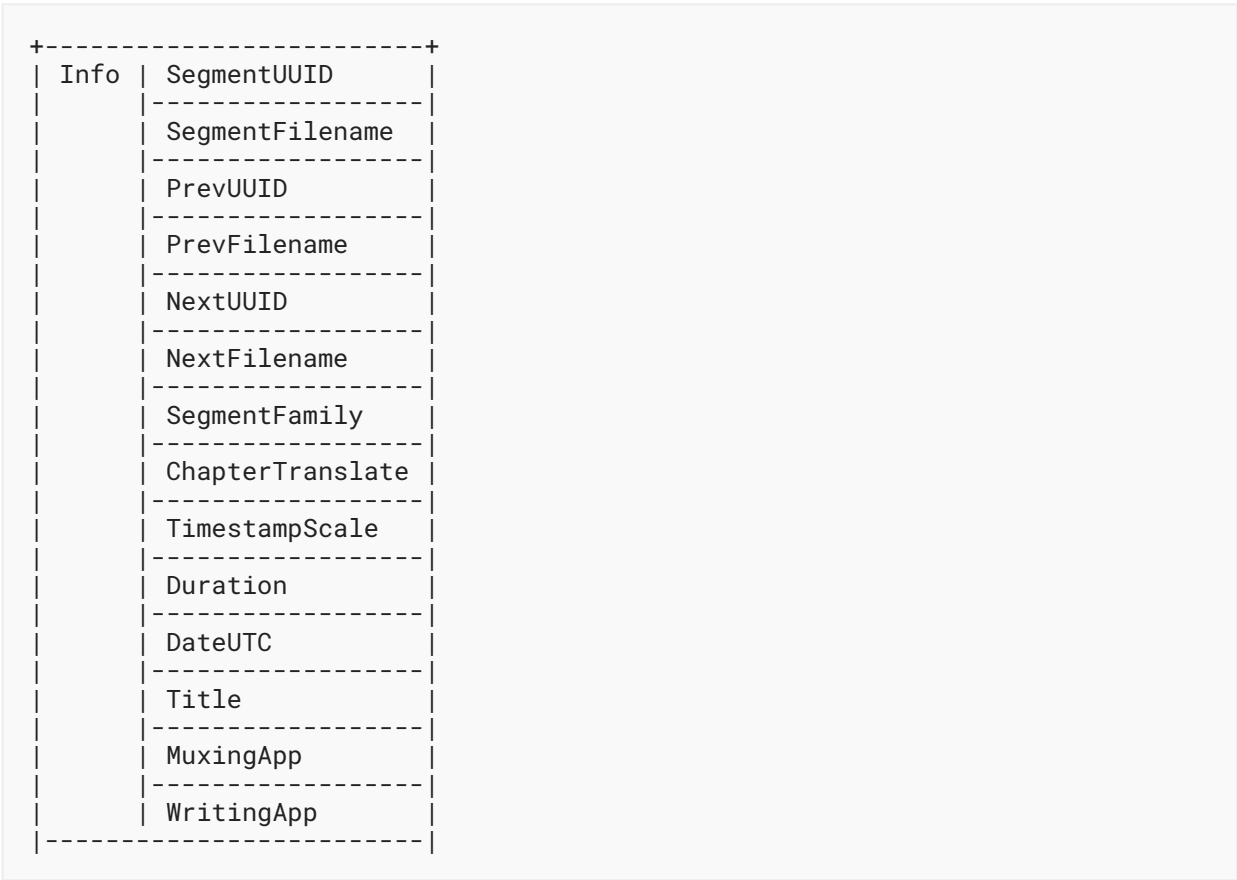 +-------------------------+
| Info | SegmentUUID      |
|      |------------------|
|      | SegmentFilename  |
|      |------------------|
|      | PrevUUID         |
|      |------------------|
|      | PrevFilename     |
|      |------------------|
|      | NextUUID         |
|      |------------------|
|      | NextFilename     |
|      |------------------|
|      | SegmentFamily    |
|      |------------------|
|      | ChapterTranslate |
|      |------------------|
|      | TimestampScale   |
|      |------------------|
|      | Duration         |
|      |------------------|
|      | DateUTC          |
|      |------------------|
|      | Title            |
|      |------------------|
|      | MuxingApp        |
|      |------------------|
|      | WritingApp       |
|-------------------------|